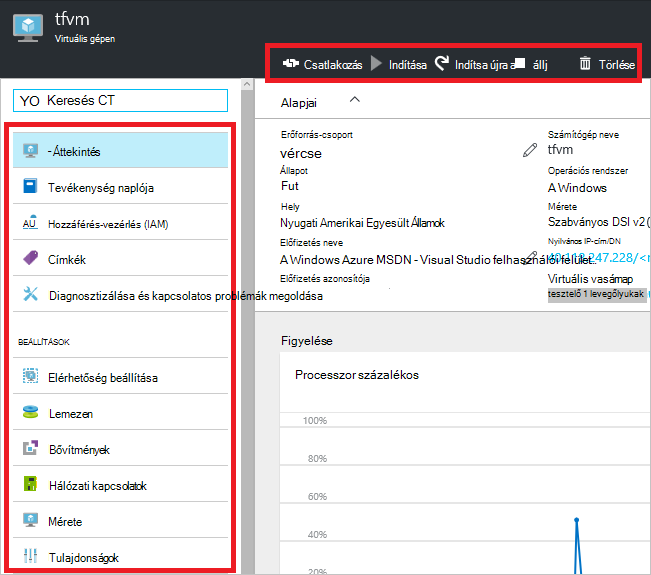 tfvm
Virtuális gépen
Csatlakozás Indítása Indítsa újra a állj Törlése
YO Keresés CT
-Áttekintés
Tevékenység naplója
Hozzáférés-vezérlés (IAM)
Címkék
Diagnosztizálása és kapcsolatos problémák megoldása
BEÁLLÍTÁSOK
Elérhetőség beállítása
Lemezen
Bővítmények
Hálózati kapcsolatok
Mérete
Tulajdonságok
Alapjai
Erőforrás-csoport
vércse
Állapot
Fut
Hely
Nyugati Amerikai Egyesült Államok
Előfizetés neve
A Windows Azure MSDN - Visual Studio felhasználói felület...
Előfizetés azonosítója
Számítógép neve
tfvm
Operációs rendszer
A Windows
Mérete
Szabványos DSI v2(
Nyilvános IP-cím/DN
40.118.247.228/<n
Virtuális vasámap
tesztelő 1 levegőlyukak
Figyelése
Processzor százalékos
100%
80%
60%
40%
20%